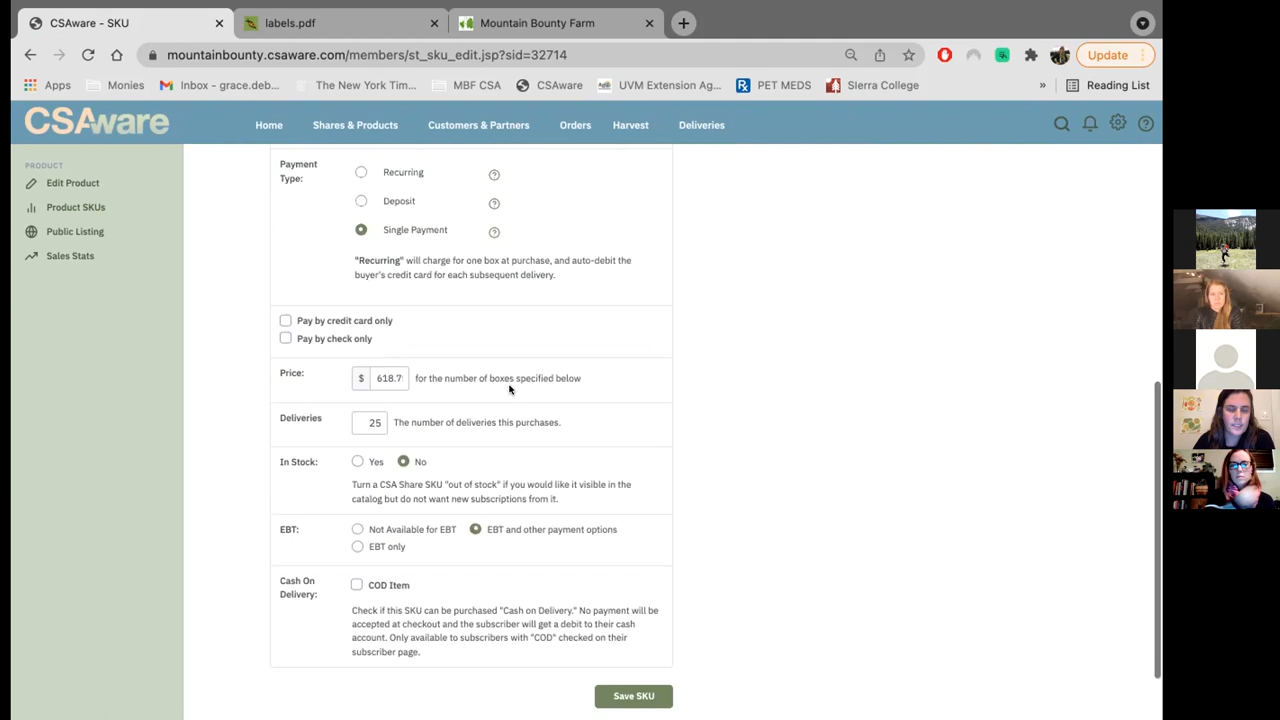 CSAware - SKU
labels.pdf
Mountain Bounty Farm
mountainbounty.csaware.com/members/st_sku_edit.jsp?sid=32714
Update
Apps
Monies
Inbox - grace.deb...
The New York Tim...
MBF CSA
CSAware
UVM Extension Ag...
PET MEDS
Sierra College
»
Reading List
CSAware
Home
Shares & Products
Customers & Partners
Orders
Harvest
Deliveries
PRODUCT
Edit Product
Product SKUs
Public Listing
Sales Stats
Payment
Type:
Recurring
Deposit
Single Payment
"Recurring" will charge for one box at purchase, and auto-debit the
buyer's credit card for each subsequent delivery.
Pay by credit card only
Pay by check only
Price:
$ 618.7
for the number of boxes specified below
Deliveries
25
The number of deliveries this purchases.
In Stock:
Yes
No
Turn a CSA Share SKU "out of stock" if you would like it visible in the
catalog but do not want new subscriptions from it.
EBT:
Not Available for EBT
EBT and other payment options
EBT only
Cash On
Delivery:
COD Item
Check if this SKU can be purchased "Cash on Delivery." No payment will be
accepted at checkout and the subscriber will get a debit to their cash
account. Only available to subscribers with "COD" checked on their
subscriber page.
Save SKU